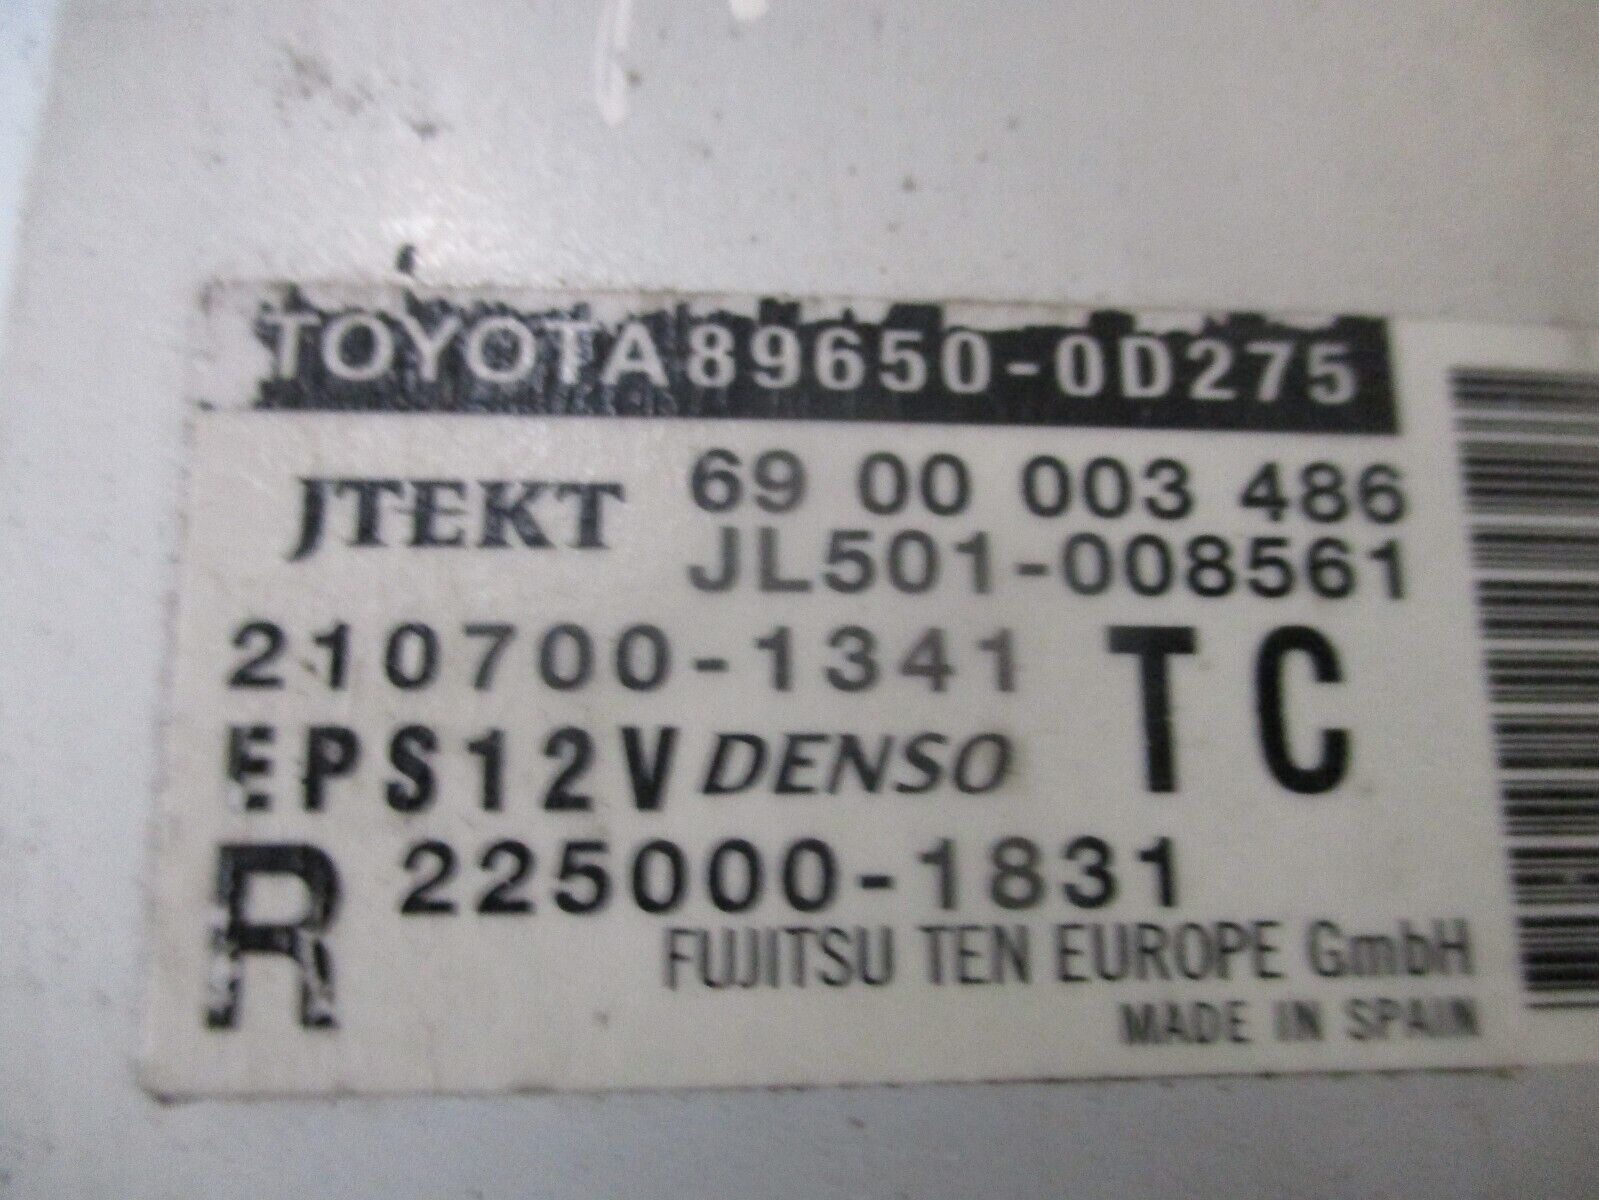 TOYOTA 89650-0D275
JTEKT 69 00 003 486
JL501-008561
210700-1341 TC
EPS12V DENSO
R 225000-1831
FUJITSU TEN EUROPE GmbH
MADE IN SPAIN